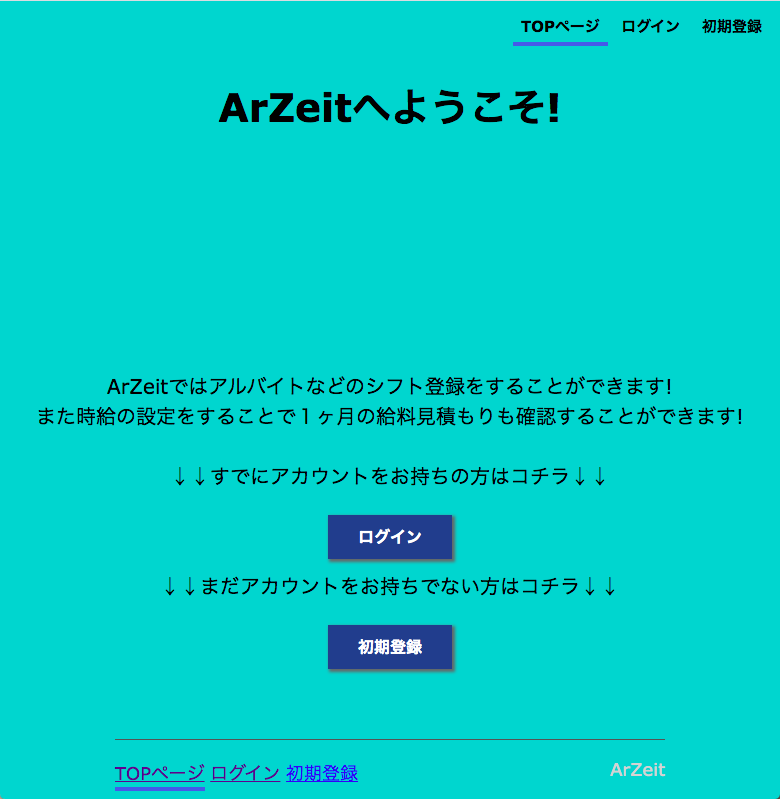 TOPページ ログイン 初期登録
ArZeitへようこそ!
ArZeitではアルバイトなどのシフト登録をすることができます!
また時給の設定をすることで１ヶ月の給料見積もりも確認することができます!
↓↓すでにアカウントをお持ちの方はコチラ↓↓
ログイン
↓↓まだアカウントをお持ちでない方はコチラ↓↓
初期登録
TOPページ ログイン 初期登録 ArZeit